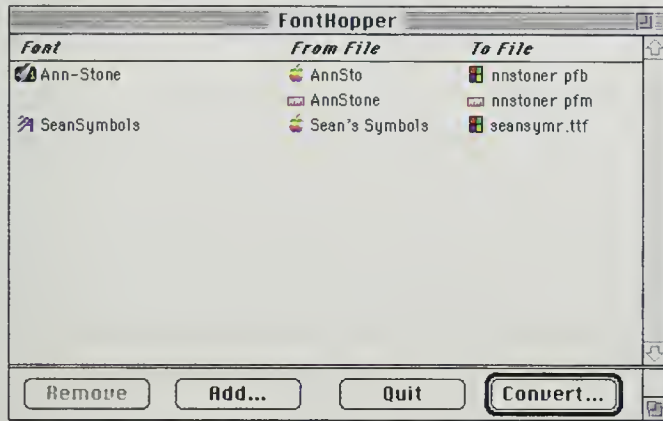 FontHopper
Font From File To File
Ann-Stone AnnSto nnstoner pfb
AnnStone nnstoner pfm
SeanSymbols Sean's Symbols seansymr.ttf
Remove Add... Quit Convert...